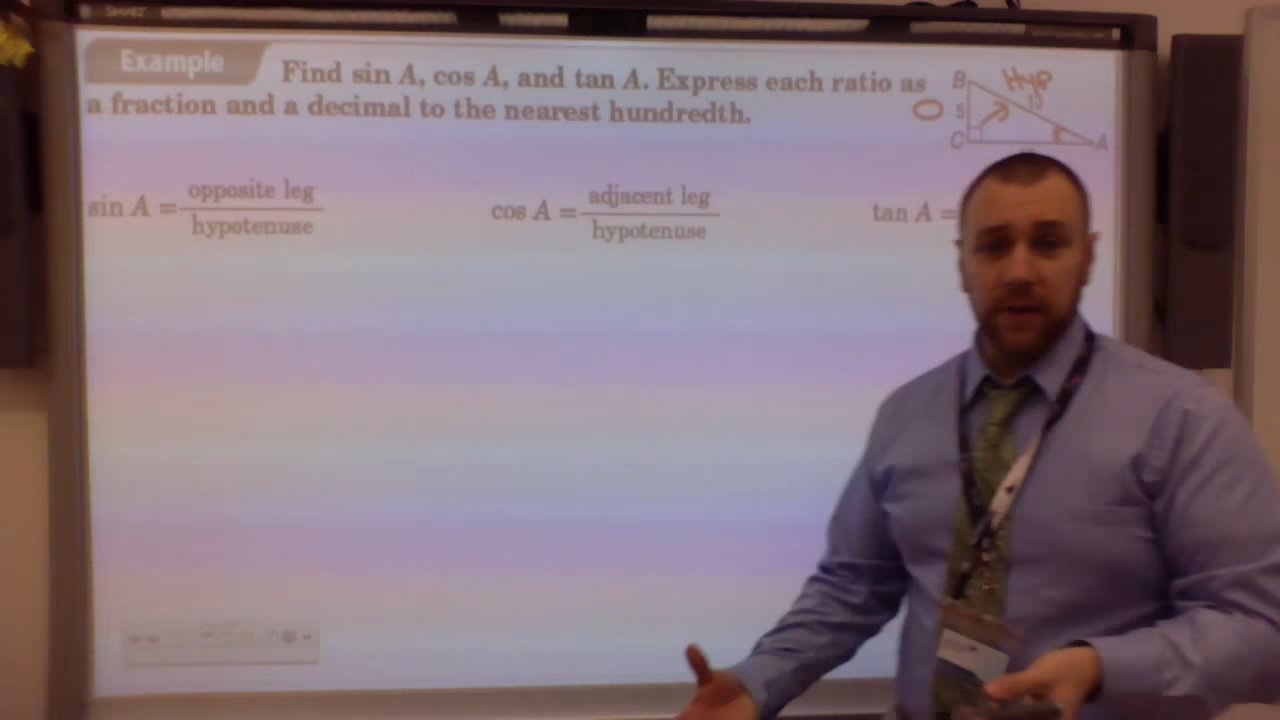 Example
Find sin A, cos A, and tan A. Express each ratio as
a fraction and a decimal to the nearest hundredth.
B
Hyp
13
O
5
C
A
sin A = opposite leg
hypotenuse
cos A = adjacent leg
hypotenuse
tan A =